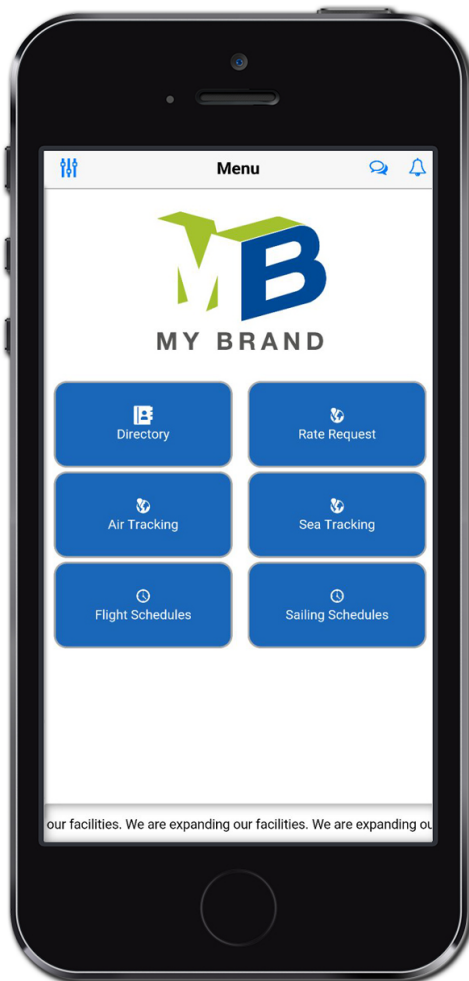 Menu
MB
MY BRAND
Directory
Rate Request
Air Tracking
Sea Tracking
Flight Schedules
Sailing Schedules
our facilities. We are expanding our facilities. We are expanding ou